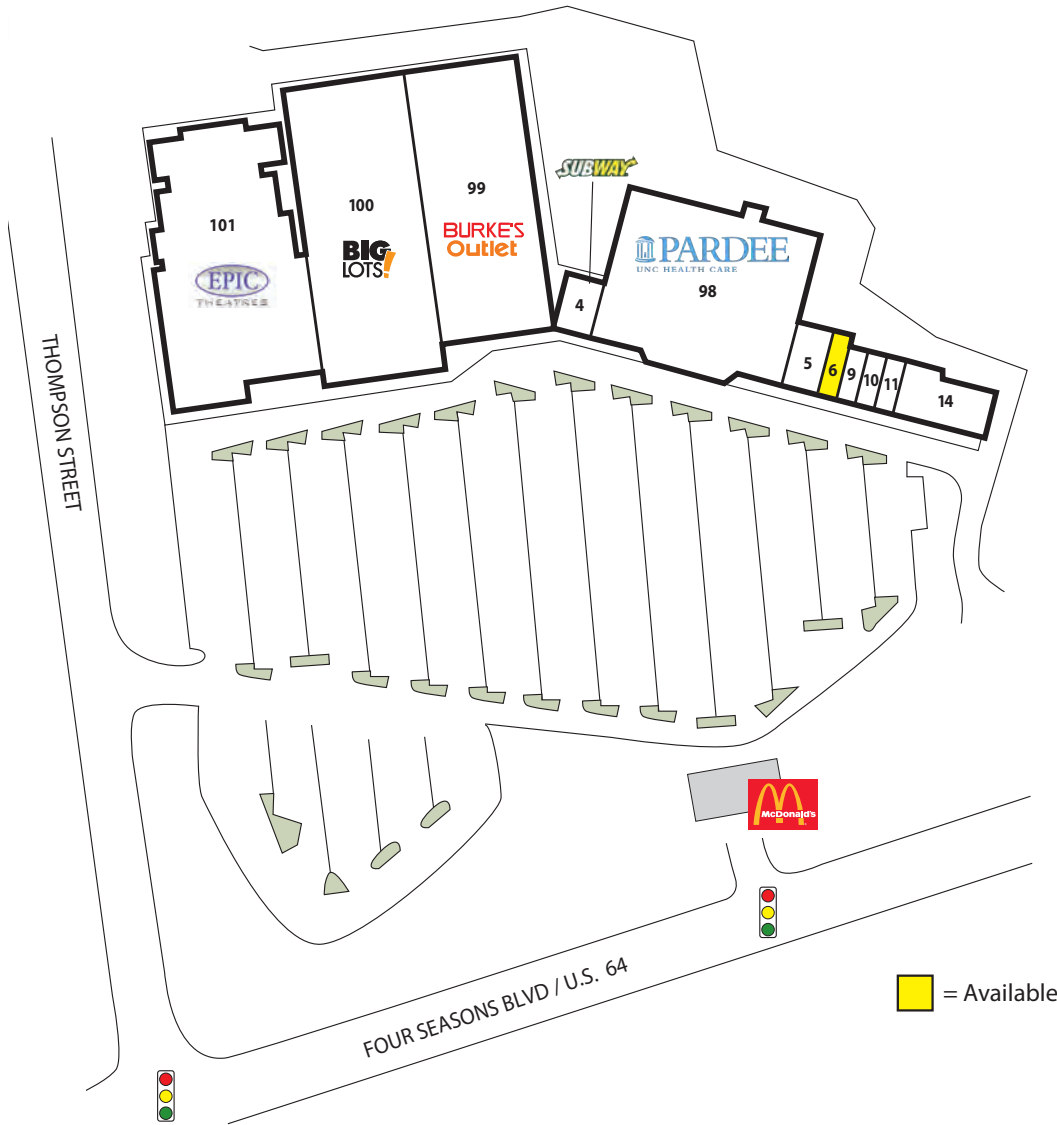 SUBWAY
101
EPIC
THEATRES
100
BIG
LOTS!
99
BURKE'S
Outlet
PARDEE
UNC HEALTH CARE
98
4
5
6
9
10
11
14
THOMPSON STREET
McDonald's
FOUR SEASONS BLVD / U.S. 64
= Available